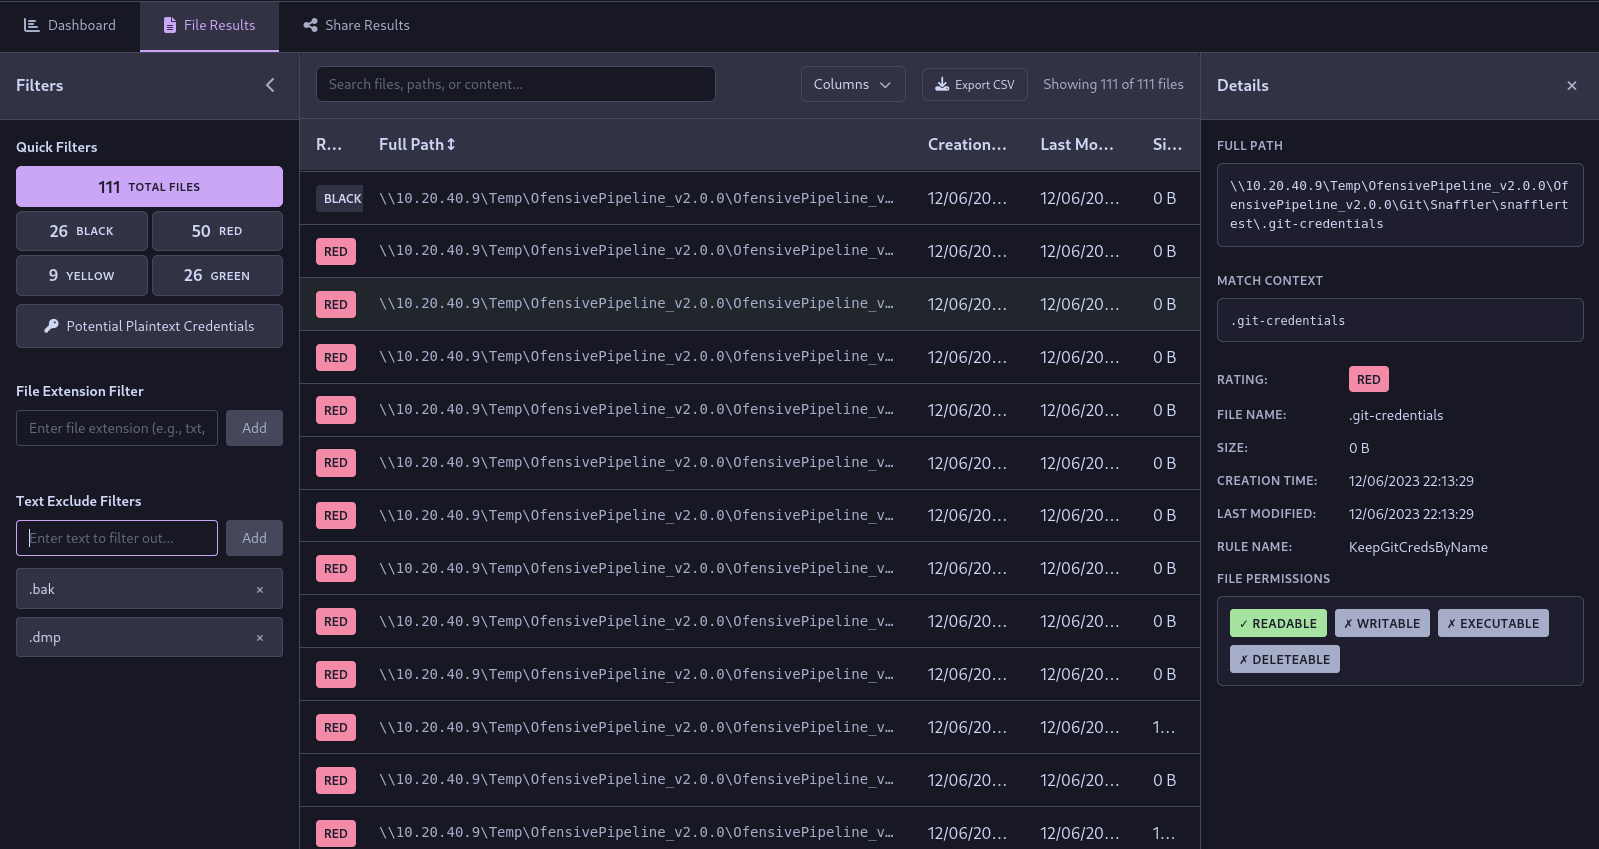 Dashboard
File Results
Share Results
Filters
Quick Filters
111 TOTAL FILES
26 BLACK
50 RED
9 YELLOW
26 GREEN
Potential Plaintext Credentials
File Extension Filter
Enter file extension (e.g., txt,
Add
Text Exclude Filters
Enter text to filter out...
Add
.bak ×
.dmp ×
Search files, paths, or content...
Columns
Export CSV
Showing 111 of 111 files
R... Full Path Creation... Last Mo... Si...
BLACK \\10.20.40.9\Temp\OfensivePipeline_v2.0.0\OfensivePipeline_v... 12/06/20... 12/06/20... 0 B
RED \\10.20.40.9\Temp\OfensivePipeline_v2.0.0\OfensivePipeline_v... 12/06/20... 12/06/20... 0 B
RED \\10.20.40.9\Temp\OfensivePipeline_v2.0.0\OfensivePipeline_v... 12/06/20... 12/06/20... 0 B
RED \\10.20.40.9\Temp\OfensivePipeline_v2.0.0\OfensivePipeline_v... 12/06/20... 12/06/20... 0 B
RED \\10.20.40.9\Temp\OfensivePipeline_v2.0.0\OfensivePipeline_v... 12/06/20... 12/06/20... 0 B
RED \\10.20.40.9\Temp\OfensivePipeline_v2.0.0\OfensivePipeline_v... 12/06/20... 12/06/20... 0 B
RED \\10.20.40.9\Temp\OfensivePipeline_v2.0.0\OfensivePipeline_v... 12/06/20... 12/06/20... 0 B
RED \\10.20.40.9\Temp\OfensivePipeline_v2.0.0\OfensivePipeline_v... 12/06/20... 12/06/20... 0 B
RED \\10.20.40.9\Temp\OfensivePipeline_v2.0.0\OfensivePipeline_v... 12/06/20... 12/06/20... 0 B
RED \\10.20.40.9\Temp\OfensivePipeline_v2.0.0\OfensivePipeline_v... 12/06/20... 12/06/20... 0 B
RED \\10.20.40.9\Temp\OfensivePipeline_v2.0.0\OfensivePipeline_v... 12/06/20... 12/06/20... 1...
RED \\10.20.40.9\Temp\OfensivePipeline_v2.0.0\OfensivePipeline_v... 12/06/20... 12/06/20... 0 B
RED \\10.20.40.9\Temp\OfensivePipeline_v2.0.0\OfensivePipeline_v... 12/06/20... 12/06/20... 1...
Details ×
FULL PATH
\\10.20.40.9\Temp\OfensivePipeline_v2.0.0\Of
ensivePipeline_v2.0.0\Git\Snaffler\snafflert
est\.git-credentials
MATCH CONTEXT
.git-credentials
RATING: RED
FILE NAME: .git-credentials
SIZE: 0 B
CREATION TIME: 12/06/2023 22:13:29
LAST MODIFIED: 12/06/2023 22:13:29
RULE NAME: KeepGitCredsByName
FILE PERMISSIONS
✓ READABLE ✗ WRITABLE ✗ EXECUTABLE
✗ DELETEABLE